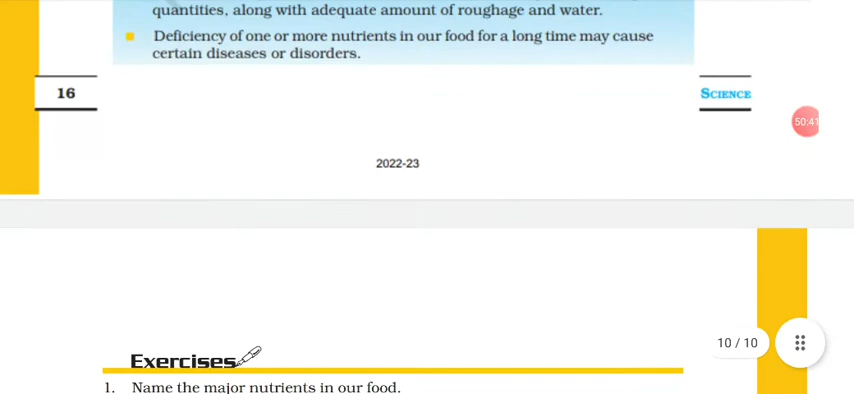 quantities, along with adequate amount of roughage and water.
Deficiency of one or more nutrients in our food for a long time may cause
certain diseases or disorders.
16
SCIENCE
50:41
2022-23
10 / 10
Exercises
1. Name the major nutrients in our food.